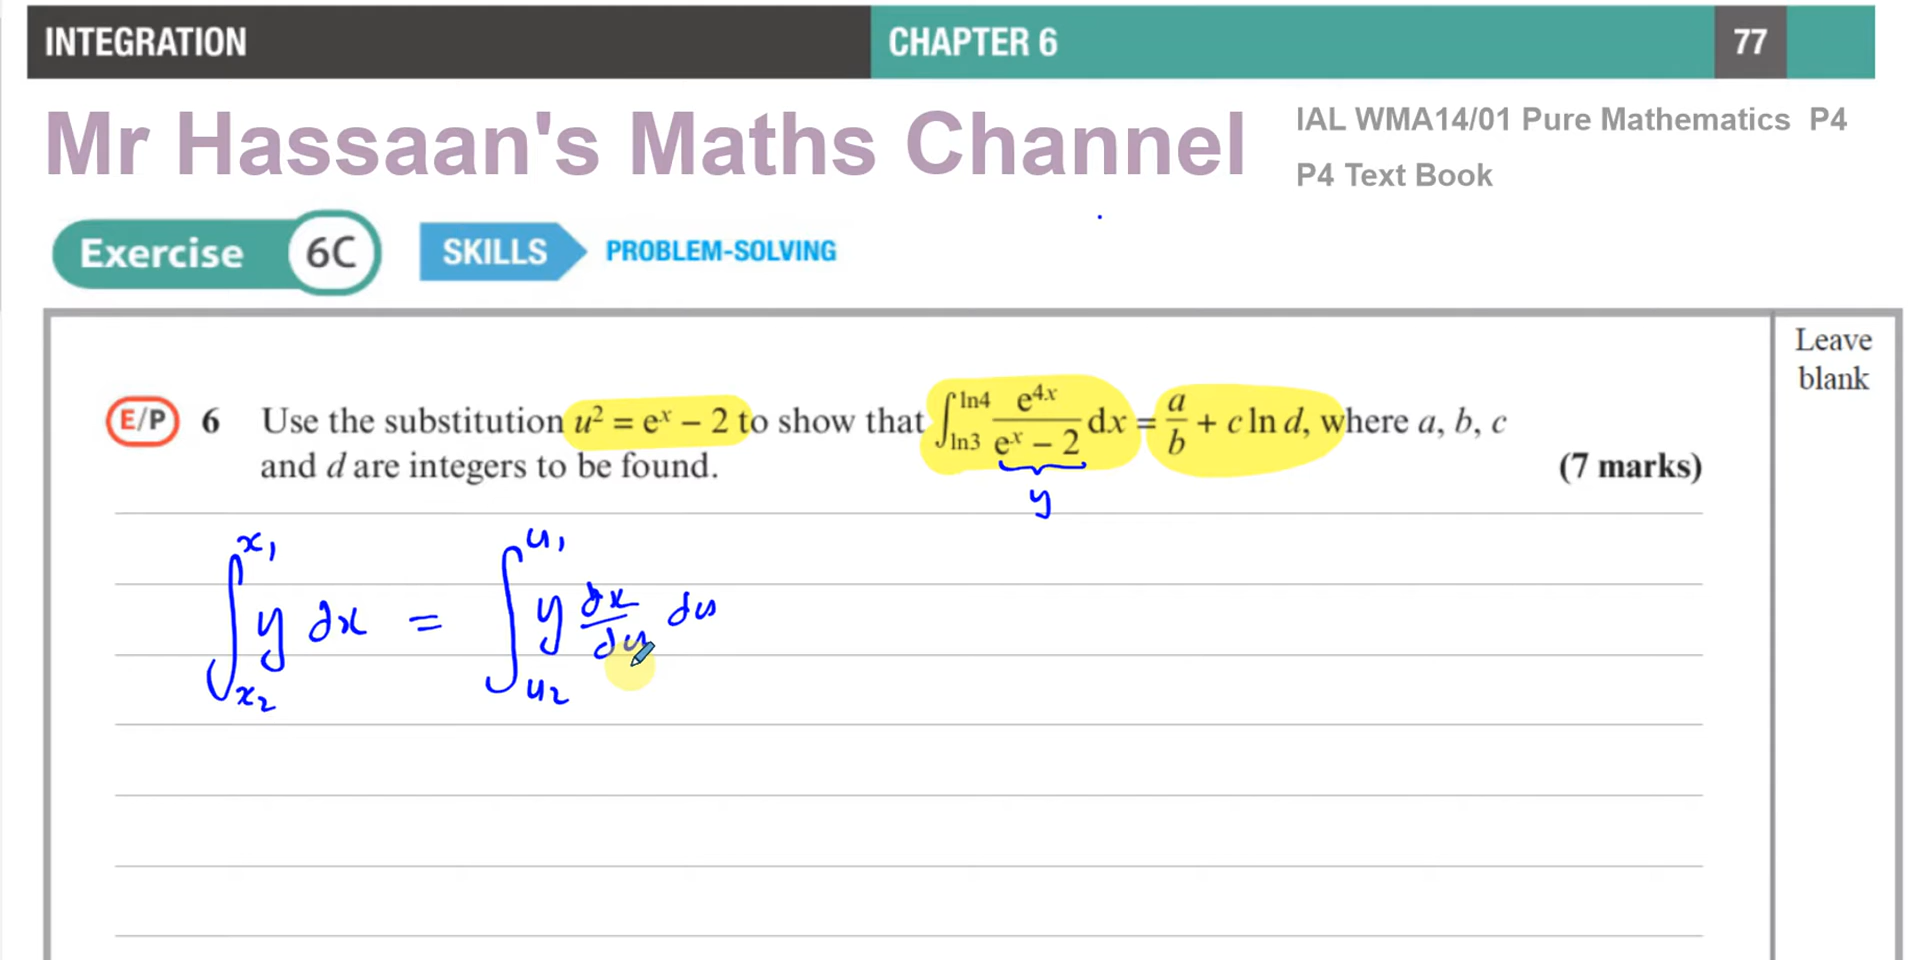 INTEGRATION CHAPTER 6 77
Mr Hassaan's Maths Channel
IAL WMA14/01 Pure Mathematics P4
P4 Text Book
Exercise 6C SKILLS PROBLEM-SOLVING
Leave
blank
E/P 6 Use the substitution u² = eˣ − 2 to show that ∫_{ln3}^{ln4} e⁴ˣ/(eˣ − 2) dx = a/b + c ln d, where a, b, c
and d are integers to be found. (7 marks)
y
∫_{x₂}^{x₁} y dx = ∫_{u₂}^{u₁} y dx/du du